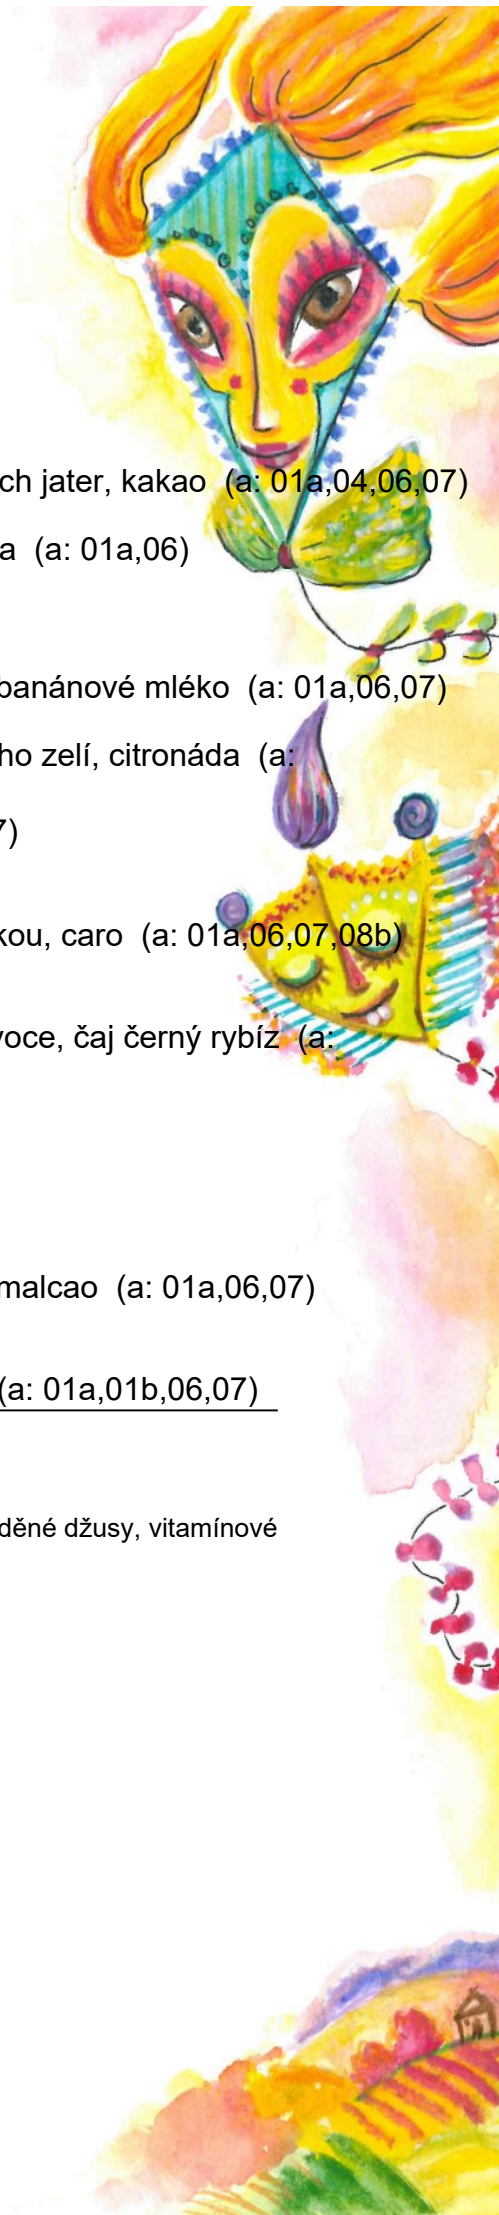 ch jater, kakao (a: 01a,04,06,07)
a (a: 01a,06)
banánové mléko (a: 01a,06,07)
ho zelí, citronáda (a:
7)
kou, caro (a: 01a,06,07,08b)
voce, čaj černý rybíz (a:
malcao (a: 01a,06,07)
(a: 01a,01b,06,07)
děné džusy, vitamínové